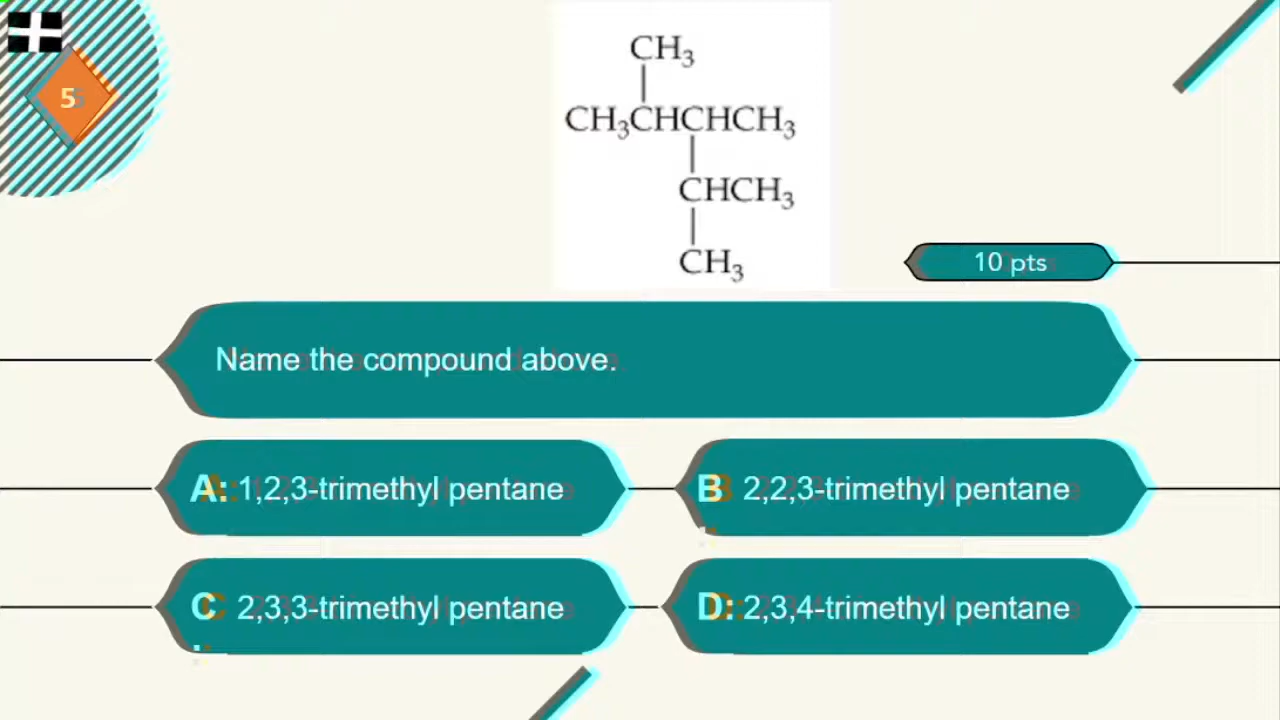 5
CH₃
CH₃CHCHCH₃
CHCH₃
CH₃
10 pts
Name the compound above.
A: 1,2,3-trimethyl pentane
B 2,2,3-trimethyl pentane
C 2,3,3-trimethyl pentane
D: 2,3,4-trimethyl pentane